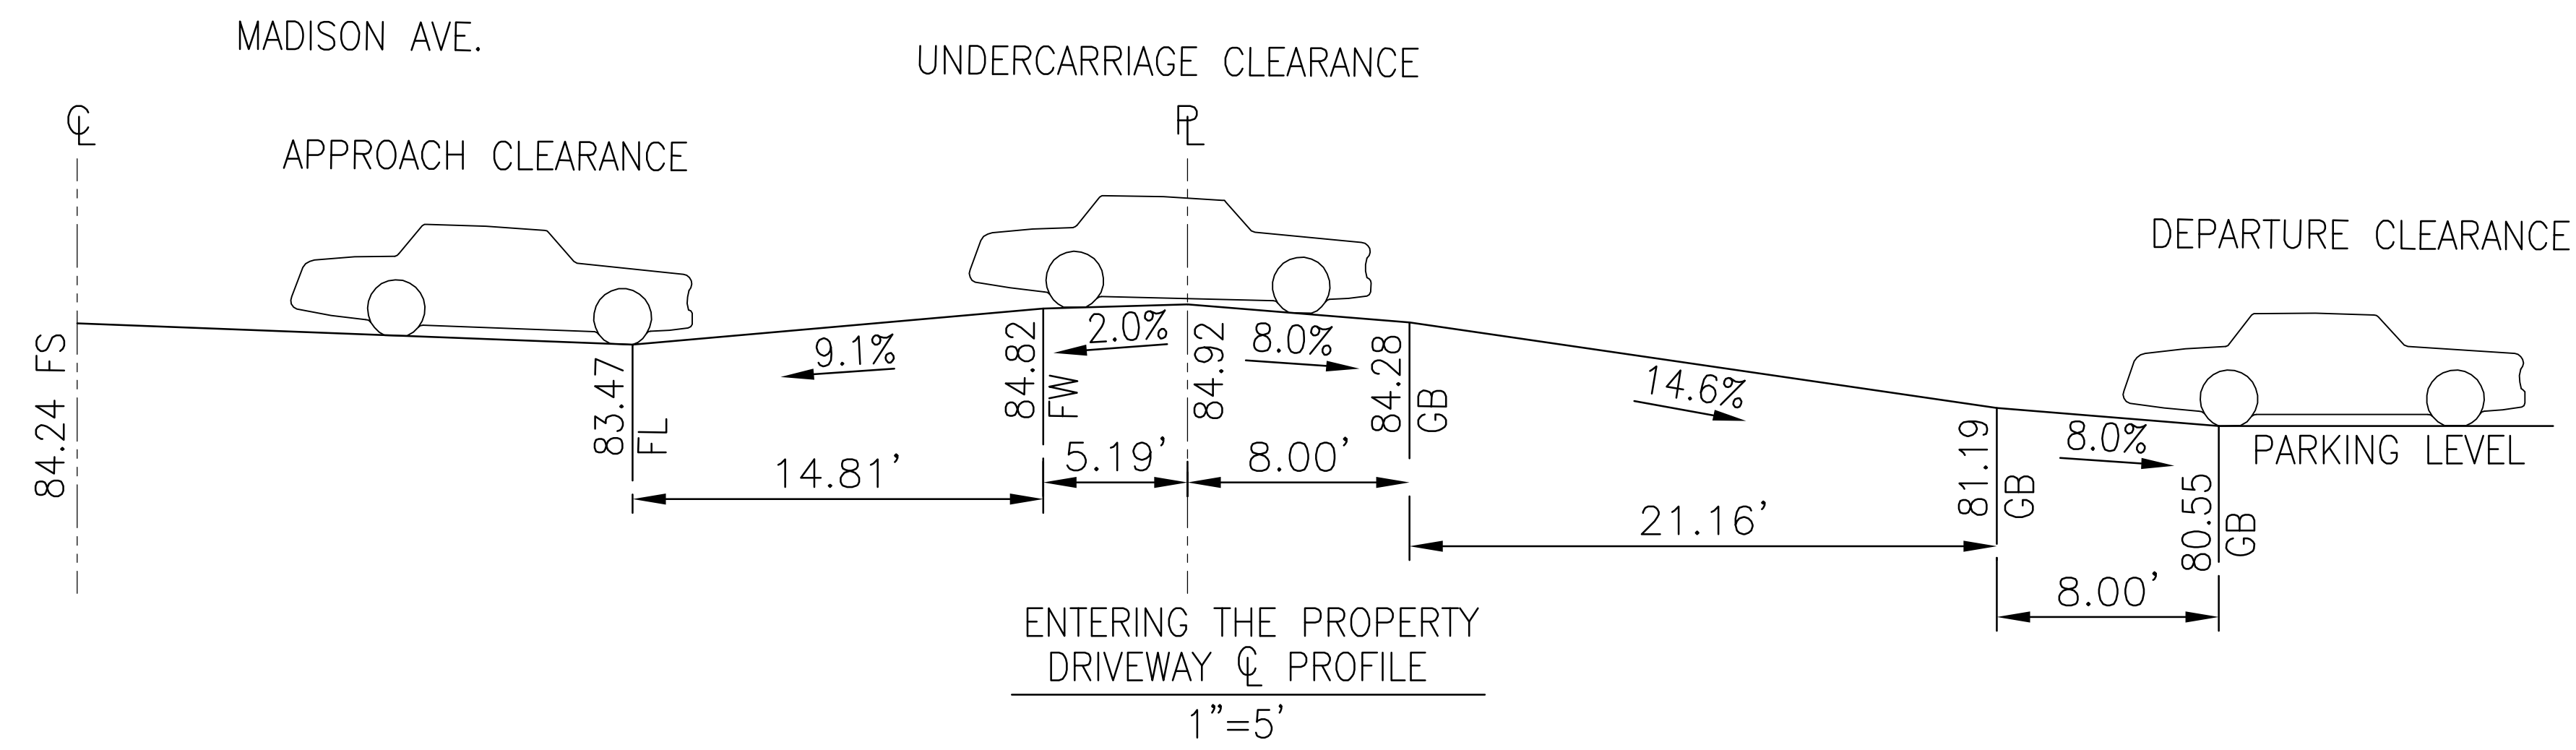 MADISON AVE.
UNDERCARRIAGE CLEARANCE
℄
PL
APPROACH CLEARANCE
DEPARTURE CLEARANCE
84.24 FS
83.47
FL
9.1%
84.82
FW
2.0%
84.92
8.0%
84.28
GB
14.6%
81.19
GB
8.0%
80.55
GB
PARKING LEVEL
14.81'
5.19'
8.00'
21.16'
8.00'
ENTERING THE PROPERTY
DRIVEWAY ℄ PROFILE
1"=5'